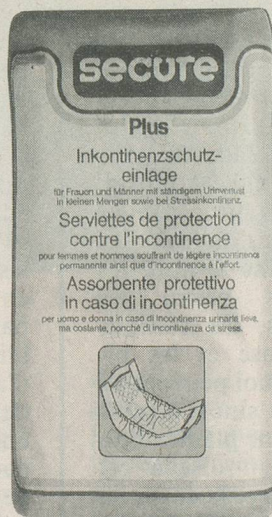 secure
Plus
Inkontinenzschutz-
einlage
für Frauen und Männer mit ständigem Urinverlust
in kleinen Mengen sowie bei Stressinkontinenz.
Serviettes de protection
contre l'incontinence
pour femmes et hommes souffrant de légère incontinence
permanente ainsi que d'incontinence à l'effort.
Assorbente protettivo
in caso di incontinenza
per uomo e donna in caso di incontinenza urinaria lieve,
ma costante, nonché di incontinenza da stress.